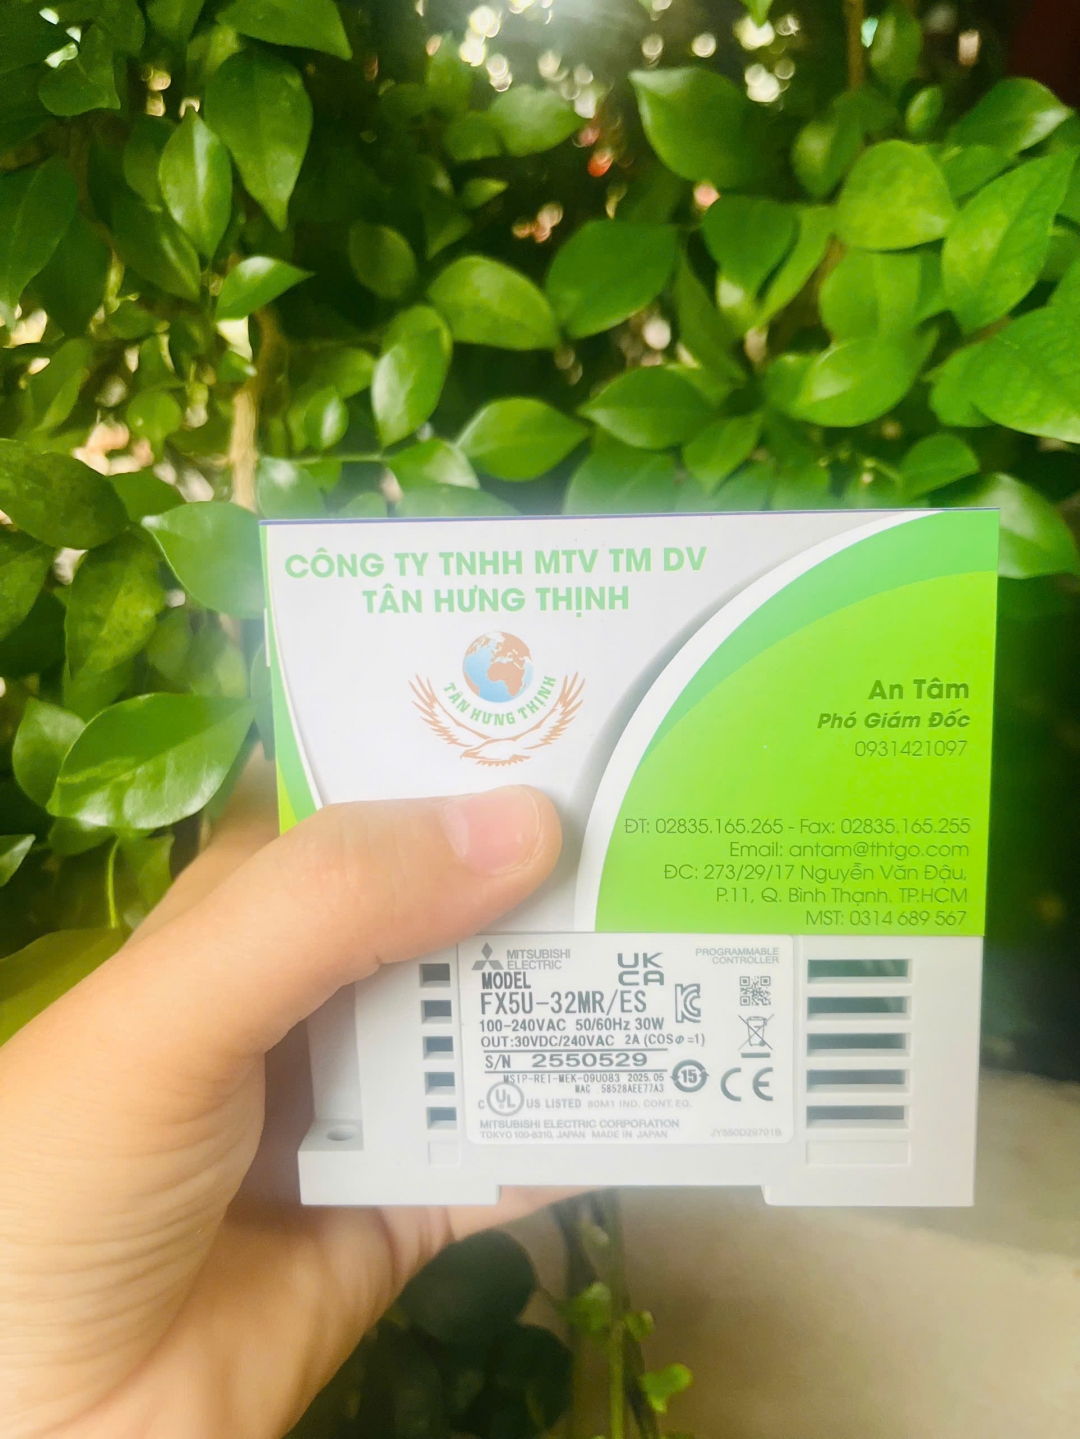 CÔNG TY TNHH MTV TM DV
TÂN HƯNG THỊNH
TÂN HƯNG THỊNH
An Tâm
Phó Giám Đốc
0931421097
ĐT: 02835.165.265 - Fax: 02835.165.255
Email: antam@thtgo.com
ĐC: 273/29/17 Nguyễn Văn Đậu,
P.11, Q. Bình Thạnh. TP.HCM
MST: 0314 689 567
MITSUBISHI
ELECTRIC
UK
CA
PROGRAMMABLE
CONTROLLER
MODEL
FX5U-32MR/ES
100-240VAC 50/60Hz 30W
OUT:30VDC/240VAC 2A (COSΦ=1)
S/N 2550529
MSIP-REI-MEK-09U083 2025.05
MAC 58528AEE77A3
15
CE
C UL US LISTED 80M1 IND. CONT. EQ.
MITSUBISHI ELECTRIC CORPORATION
TOKYO 100-8310, JAPAN MADE IN JAPAN
JY550D29701B